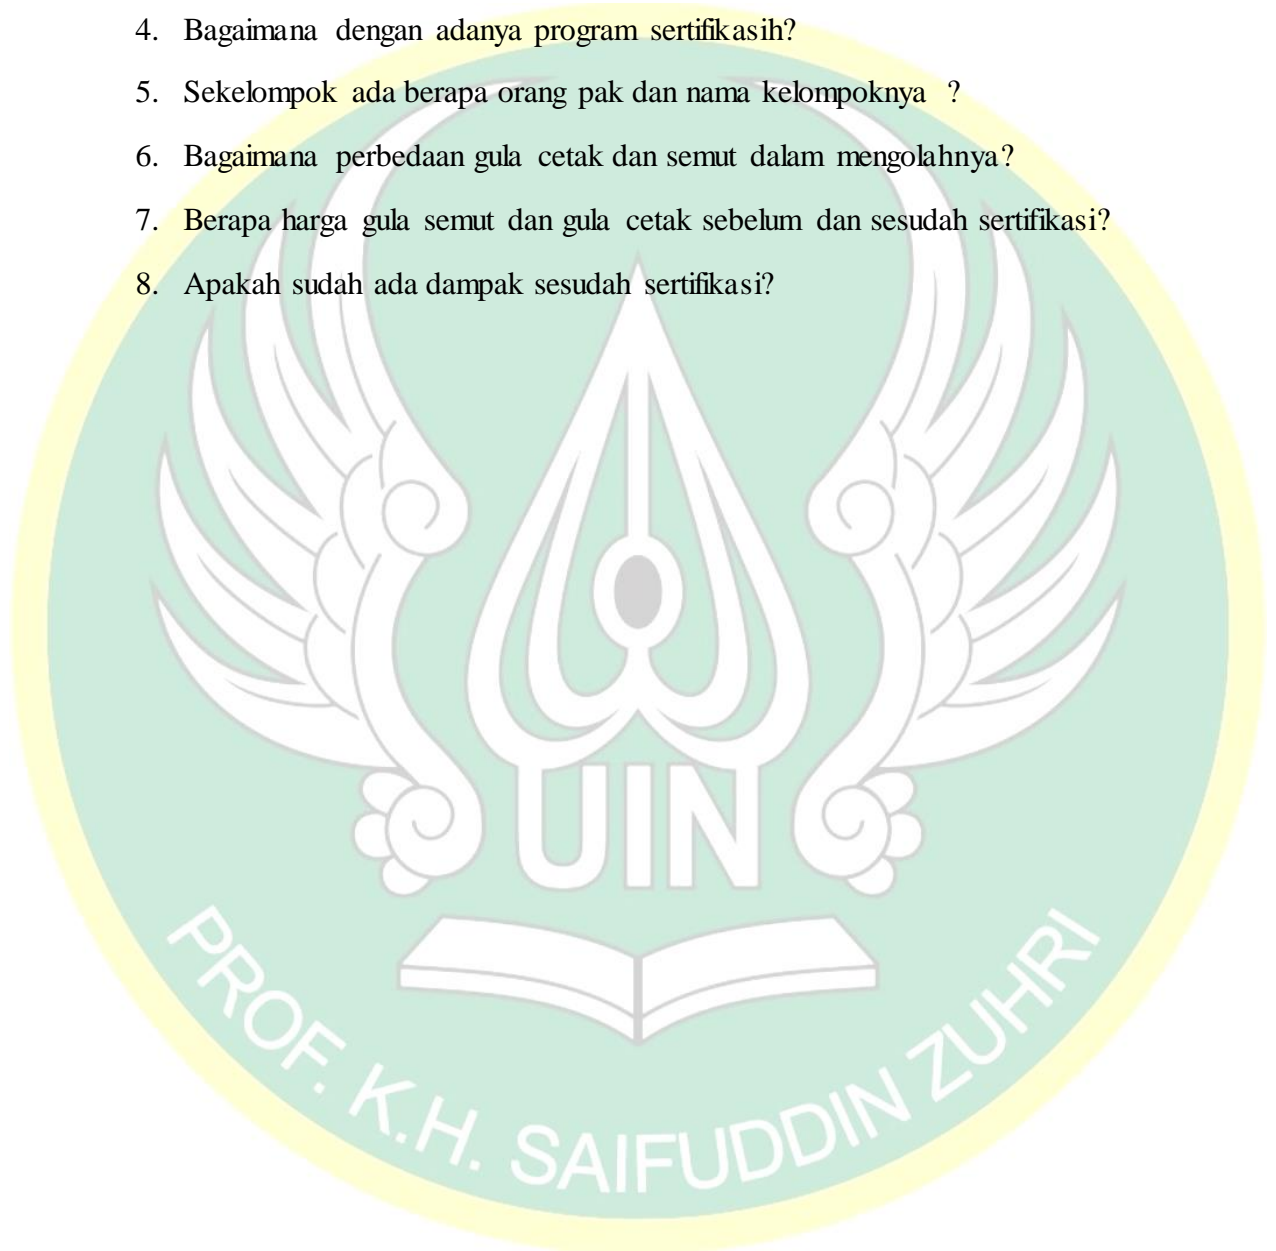 4. Bagaimana dengan adanya program sertifikasih?
5. Sekelompok ada berapa orang pak dan nama kelompoknya ?
6. Bagaimana perbedaan gula cetak dan semut dalam mengolahnya?
7. Berapa harga gula semut dan gula cetak sebelum dan sesudah sertifikasi?
8. Apakah sudah ada dampak sesudah sertifikasi?
UIN
PROF. K.H. SAIFUDDIN ZUHRI